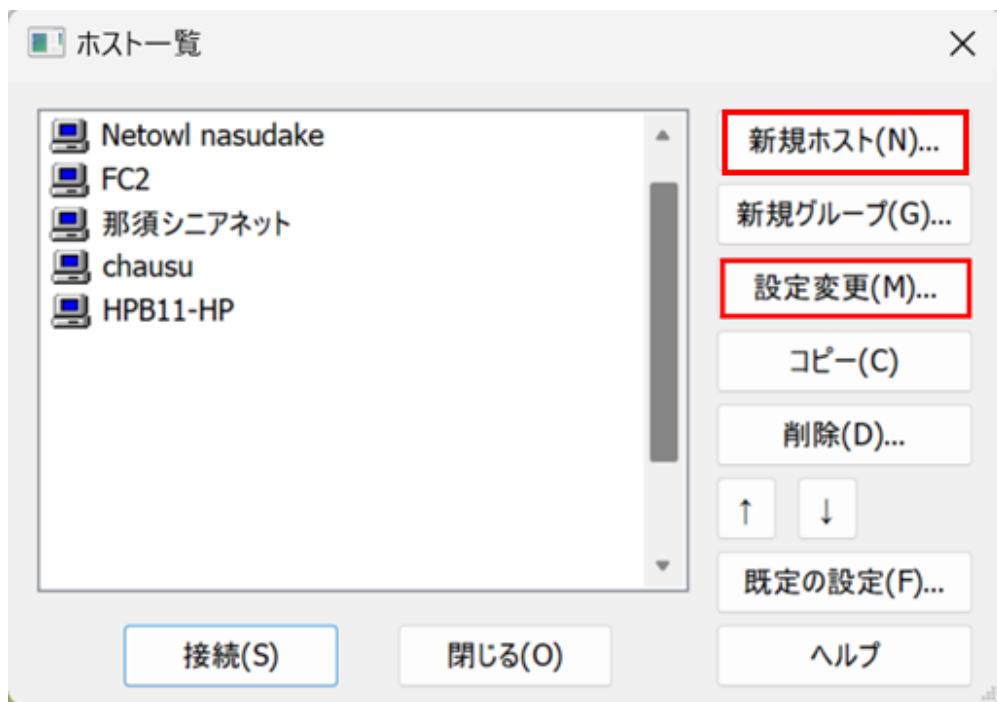 ホスト一覧
Netowl nasudake
FC2
那須シニアネット
chausu
HPB11-HP
新規ホスト(N)...
新規グループ(G)...
設定変更(M)...
コピー(C)
削除(D)...
↑ ↓
既定の設定(F)...
接続(S)
閉じる(O)
ヘルプ